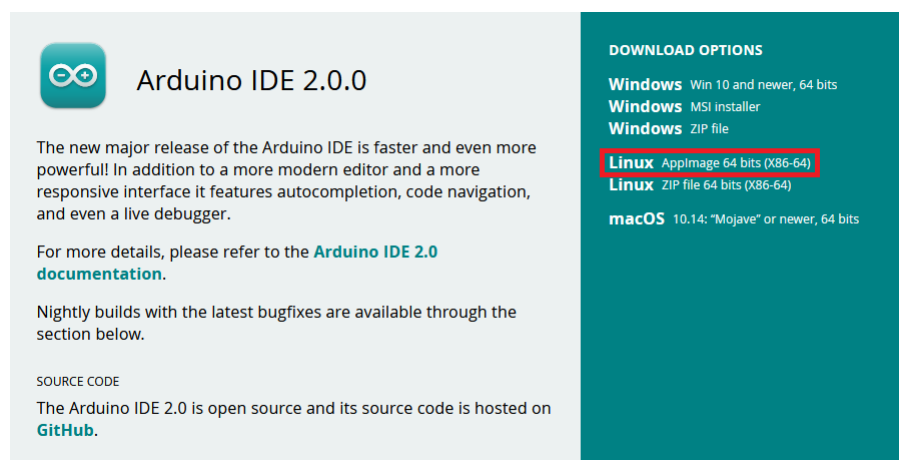 Arduino IDE 2.0.0
The new major release of the Arduino IDE is faster and even more
powerful! In addition to a more modern editor and a more
responsive interface it features autocompletion, code navigation,
and even a live debugger.
For more details, please refer to the Arduino IDE 2.0
documentation.
Nightly builds with the latest bugfixes are available through the
section below.
SOURCE CODE
The Arduino IDE 2.0 is open source and its source code is hosted on
GitHub.
DOWNLOAD OPTIONS
Windows Win 10 and newer, 64 bits
Windows MSI installer
Windows ZIP file
Linux AppImage 64 bits (X86-64)
Linux ZIP file 64 bits (X86-64)
macOS 10.14: “Mojave” or newer, 64 bits